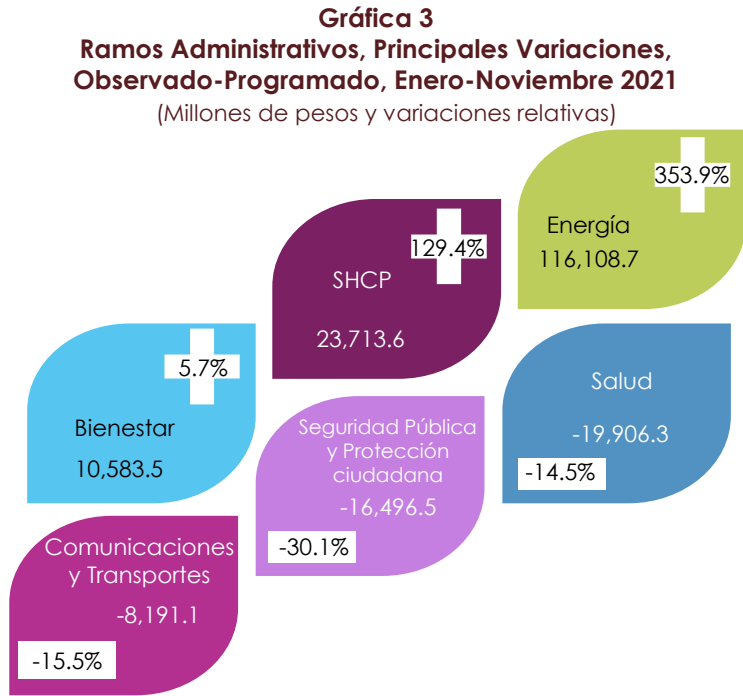 Gráfica 3
Ramos Administrativos, Principales Variaciones,
Observado-Programado, Enero-Noviembre 2021
(Millones de pesos y variaciones relativas)
353.9%
Energía
116,108.7
129.4%
SHCP
23,713.6
5.7%
Bienestar
10,583.5
Salud
-19,906.3
-14.5%
Seguridad Pública
y Protección
ciudadana
-16,496.5
-30.1%
Comunicaciones
y Transportes
-8,191.1
-15.5%